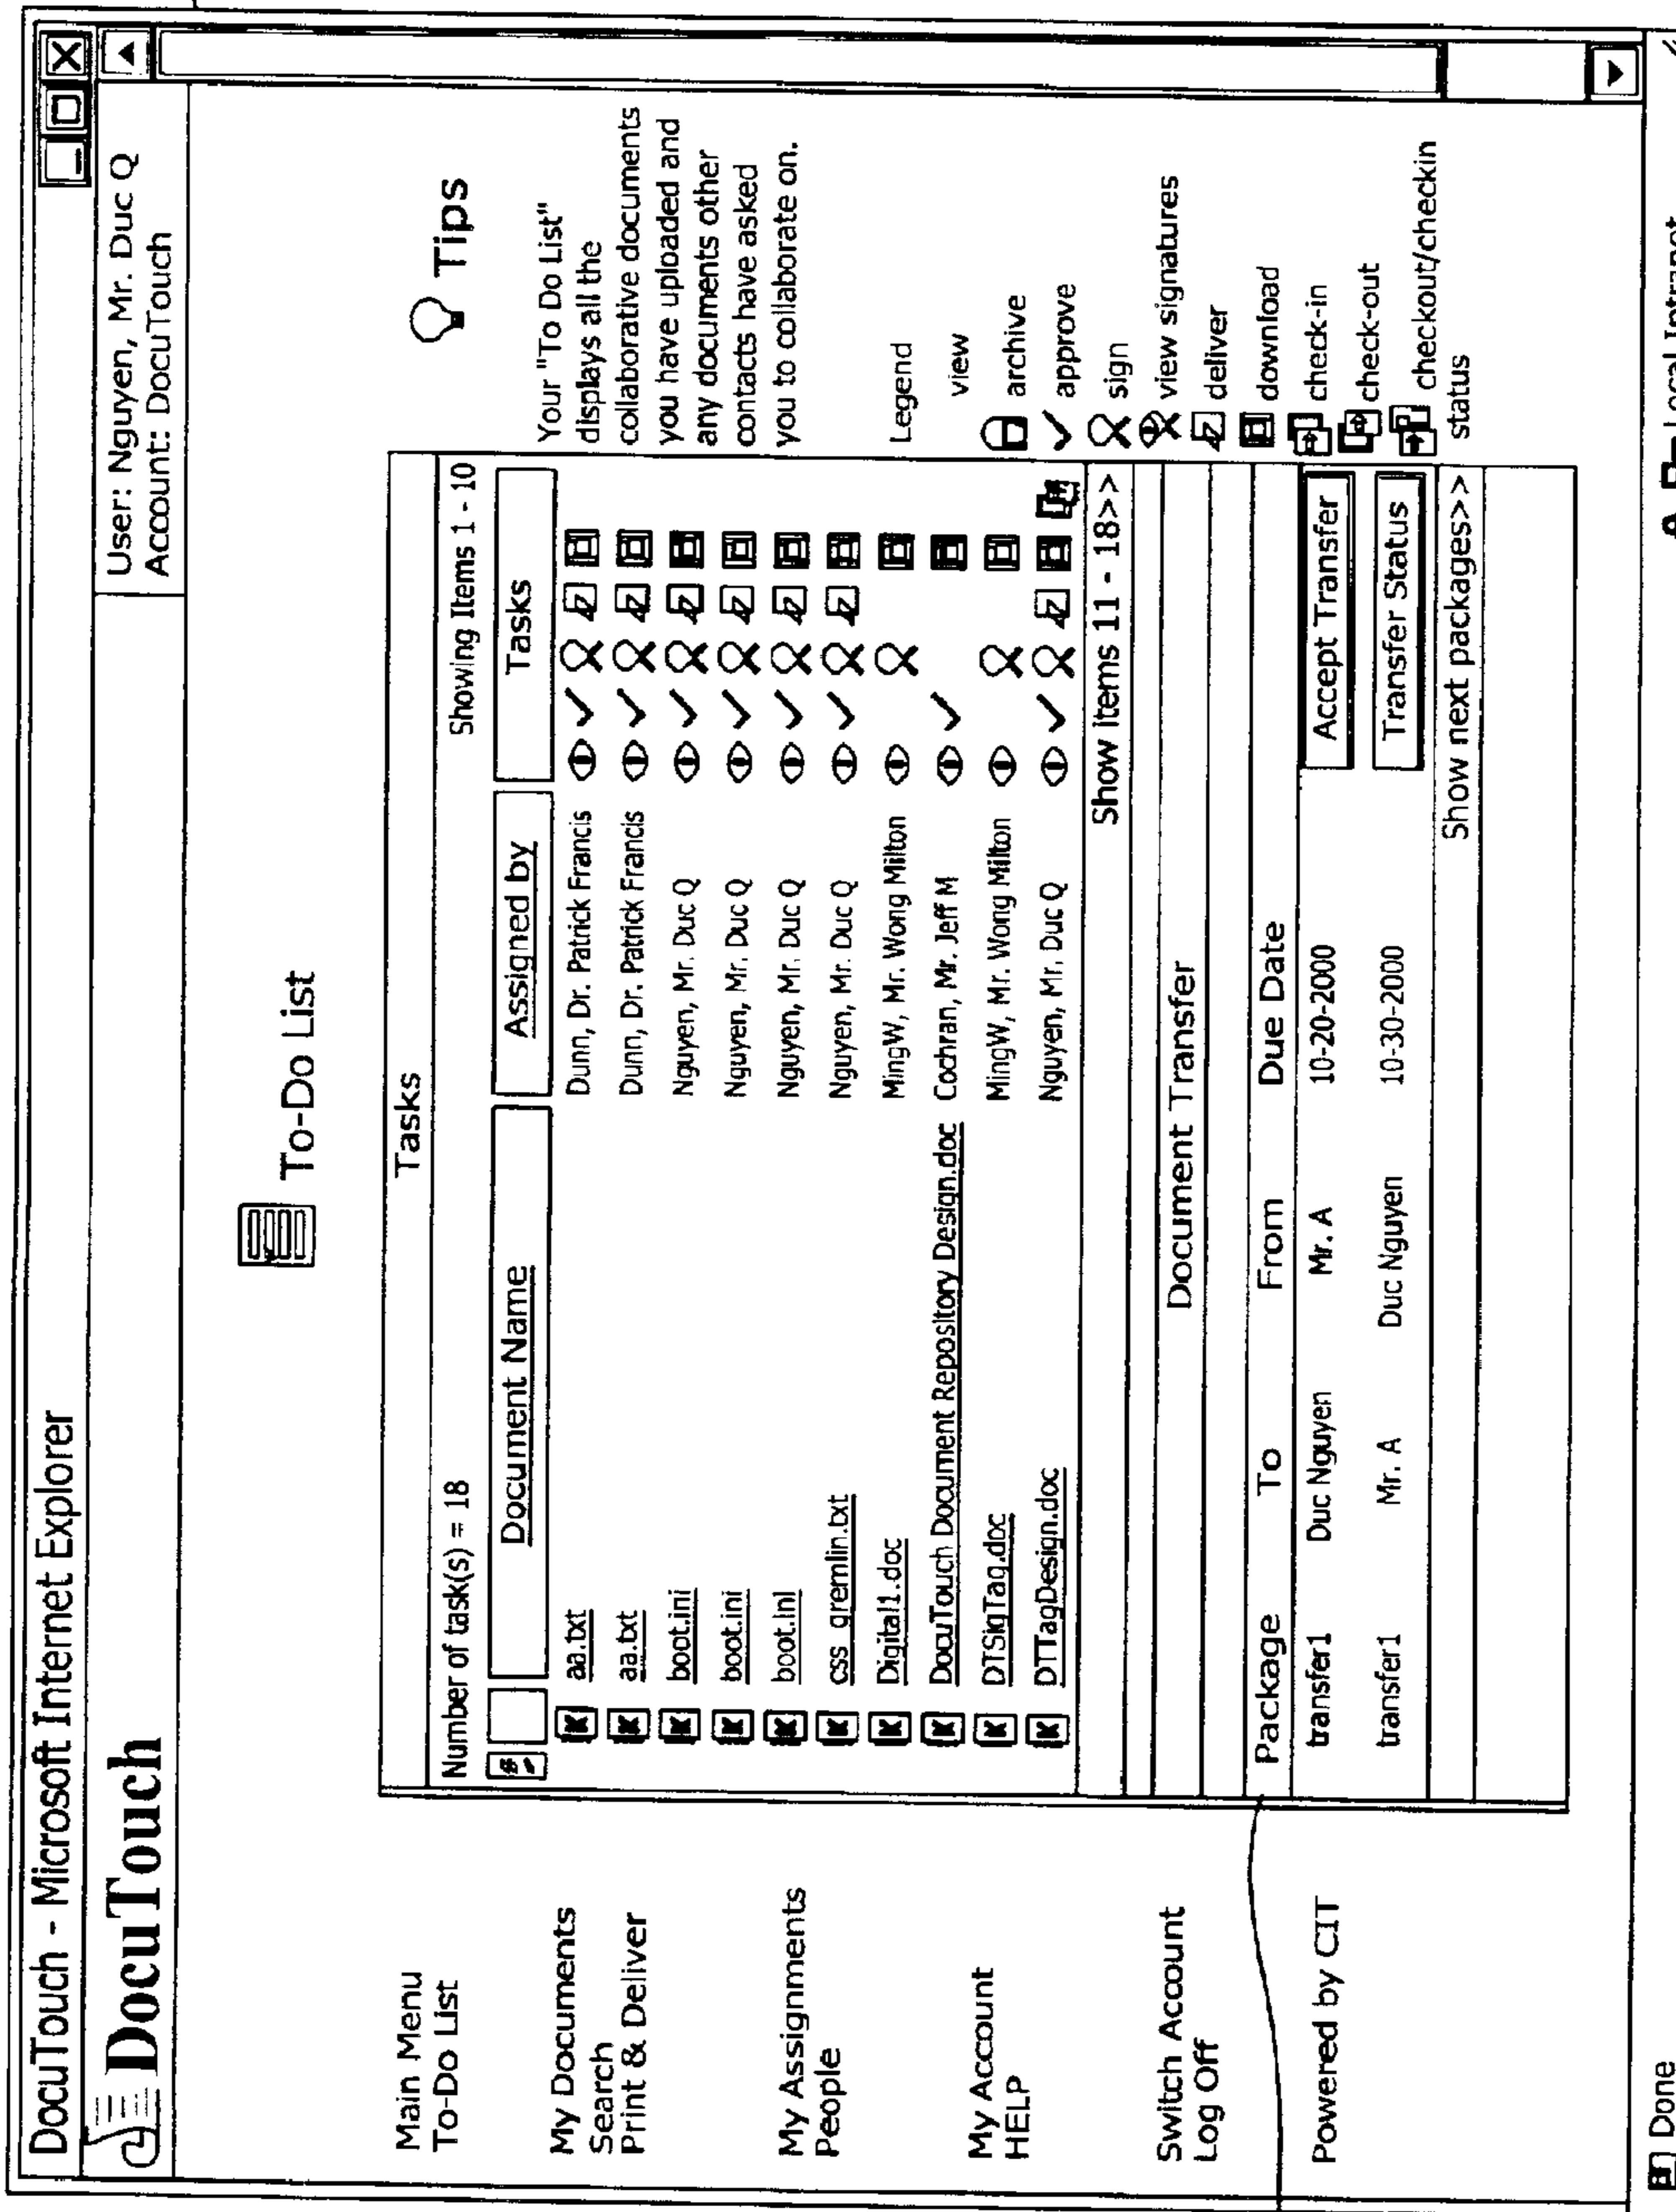 DocuTouch - Microsoft Internet Explorer
DocuTouch
User: Nguyen, Mr. Duc Q
Account: DocuTouch
Main Menu
To-Do List
My Documents
Search
Print & Deliver
My Assignments
People
My Account
HELP
Switch Account
Log Off
Powered by CIT
To-Do List
Tasks
Number of task(s) = 18 Showing Items 1 - 10
Document Name Assigned by Tasks
aa.txt Dunn, Dr. Patrick Francis
aa.txt Dunn, Dr. Patrick Francis
boot.ini Nguyen, Mr. Duc Q
boot.ini Nguyen, Mr. Duc Q
boot.ini Nguyen, Mr. Duc Q
css gremlin.txt Nguyen, Mr. Duc Q
Digital1.doc MingW, Mr. Wong Milton
DocuTouch Document Repository Design.doc Cochran, Mr. Jeff M
DTSigTag.doc MingW, Mr. Wong Milton
DTTagDesign.doc Nguyen, Mr. Duc Q
Show items 11 - 18>>
Document Transfer
Package To From Due Date
transfer1 Duc Nguyen Mr. A 10-20-2000 Accept Transfer
transfer1 Mr. A Duc Nguyen 10-30-2000 Transfer Status
Show next packages>>
Tips
Your "To Do List"
displays all the
collaborative documents
you have uploaded and
any documents other
contacts have asked
you to collaborate on.
Legend
view
archive
approve
sign
view signatures
deliver
download
check-in
check-out
checkout/checkin
status
Done Local Intranet